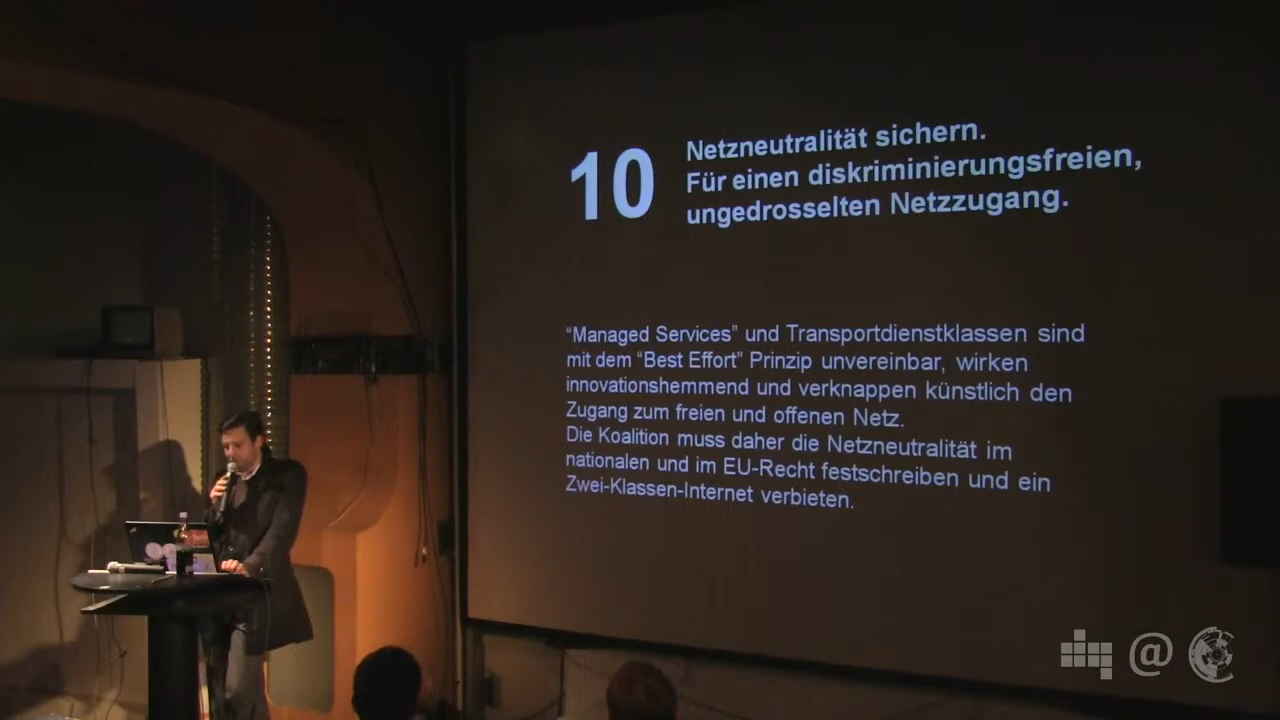 10
Netzneutralität sichern.
Für einen diskriminierungsfreien,
ungedrosselten Netzzugang.
“Managed Services” und Transportdienstklassen sind
mit dem “Best Effort” Prinzip unvereinbar, wirken
innovationshemmend und verknappen künstlich den
Zugang zum freien und offenen Netz.
Die Koalition muss daher die Netzneutralität im
nationalen und im EU-Recht festschreiben und ein
Zwei-Klassen-Internet verbieten.
@